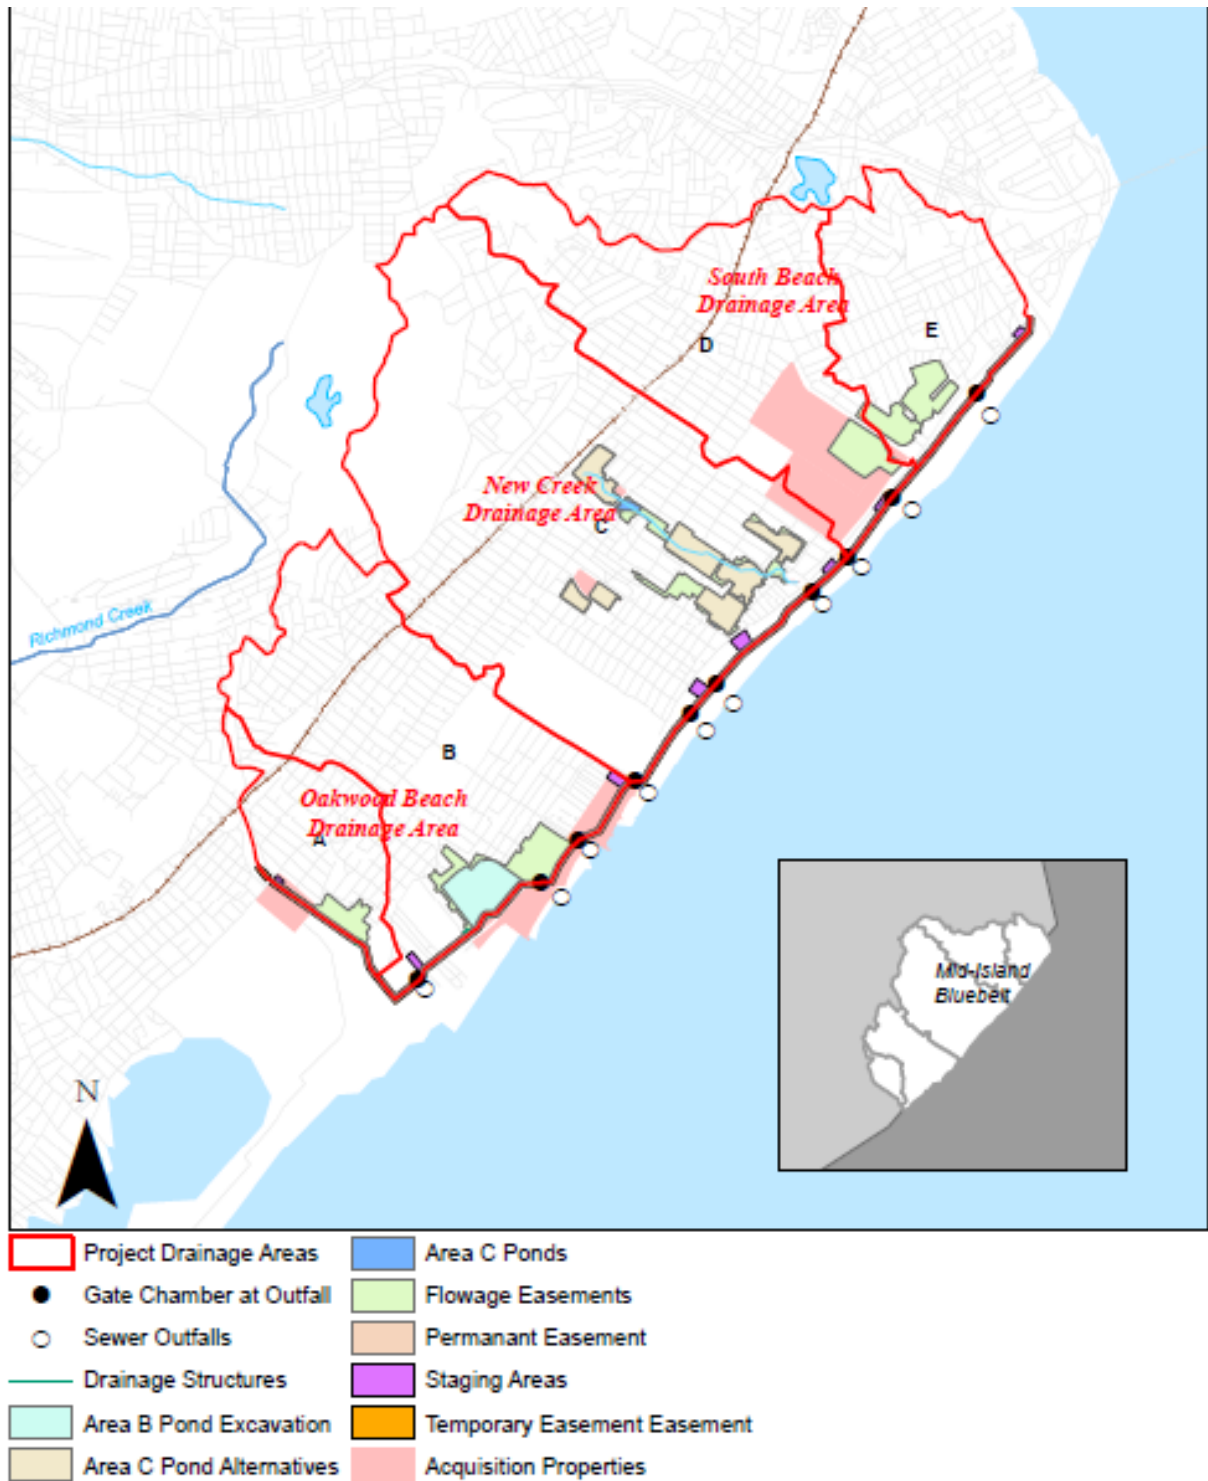 South Beach
Drainage Area
E
D
New Creek
Drainage Area
C
Richmond Creek
B
Oakwood Beach
Drainage Area
A
Mid-Island
Bluebelt
N
Project Drainage Areas
Gate Chamber at Outfall
Sewer Outfalls
Drainage Structures
Area B Pond Excavation
Area C Pond Alternatives
Area C Ponds
Flowage Easements
Permanant Easement
Staging Areas
Temporary Easement Easement
Acquisition Properties